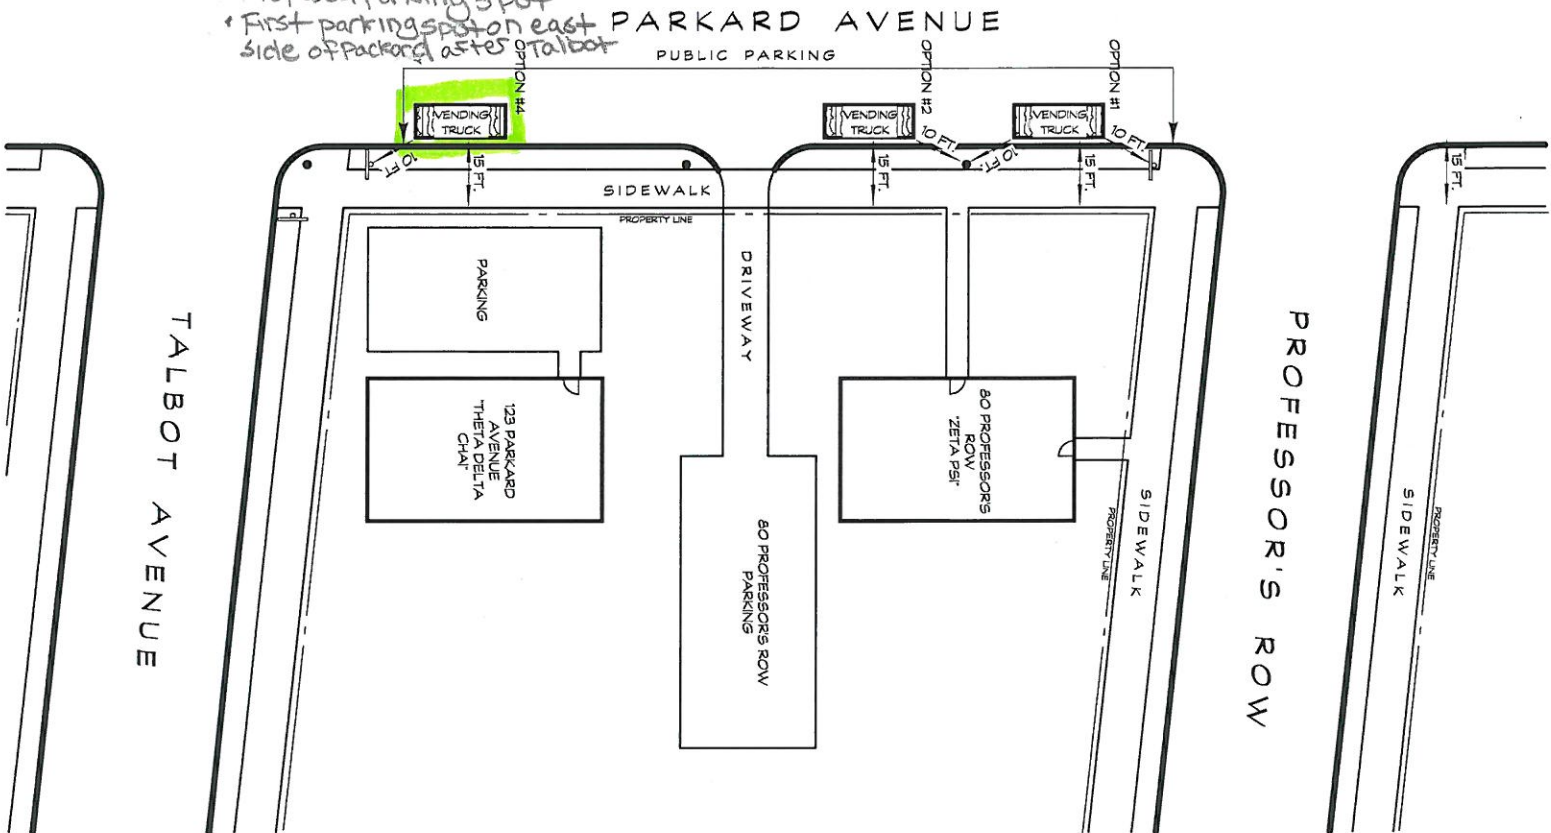 • First parking spot on east
side of Packard after Talbot
PARKARD AVENUE
PUBLIC PARKING
OPTION #4
OPTION #2
OPTION #1
VENDING
TRUCK
VENDING
TRUCK
VENDING
TRUCK
10 FT.
10 FT.
10 FT.
10 FT.
15 FT.
15 FT.
15 FT.
15 FT.
SIDEWALK
PROPERTY LINE
PARKING
DRIVEWAY
TALBOT AVENUE
123 PARKARD
AVENUE
"THETA DELTA
CHAI"
80 PROFESSOR'S
ROW
"ZETA PSI"
80 PROFESSOR'S ROW
PARKING
PROPERTY LINE
SIDEWALK
PROFESSOR'S ROW
SIDEWALK
PROPERTY LINE